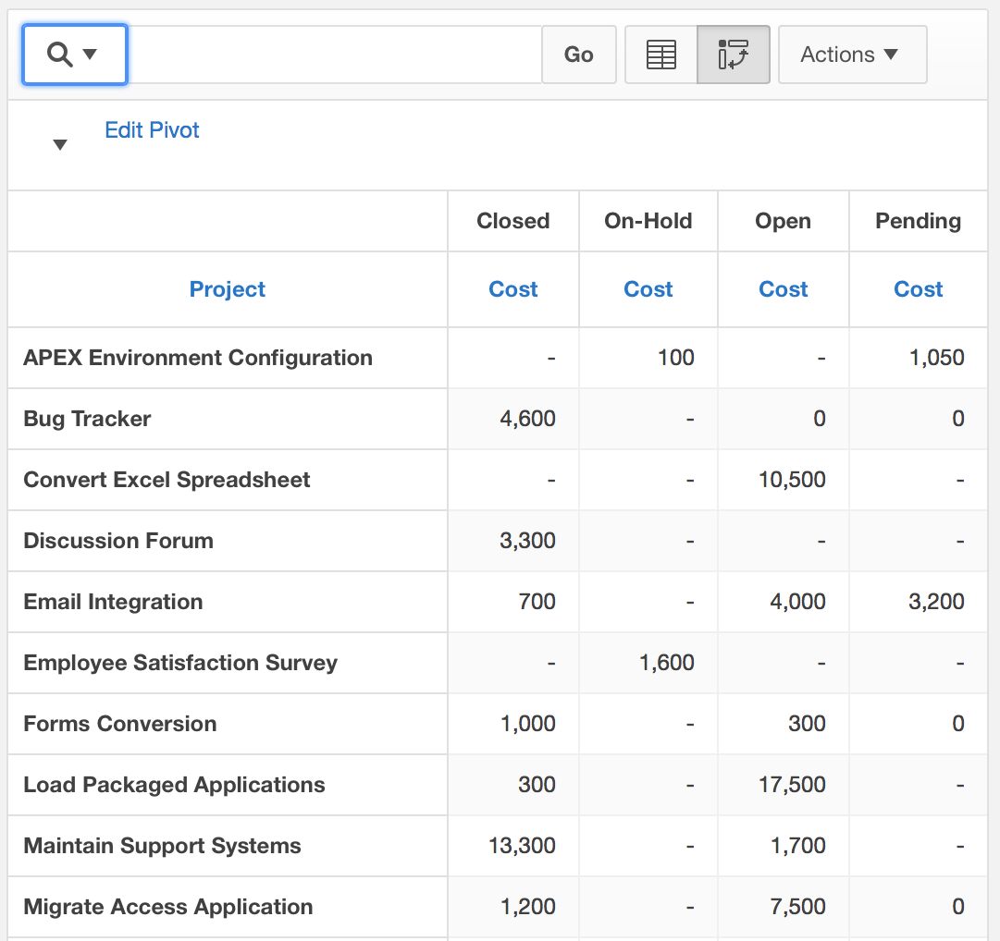 Go Actions
Edit Pivot
Closed On-Hold Open Pending
Project Cost Cost Cost Cost
APEX Environment Configuration - 100 - 1,050
Bug Tracker 4,600 - 0 0
Convert Excel Spreadsheet - - 10,500 -
Discussion Forum 3,300 - - -
Email Integration 700 - 4,000 3,200
Employee Satisfaction Survey - 1,600 - -
Forms Conversion 1,000 - 300 0
Load Packaged Applications 300 - 17,500 -
Maintain Support Systems 13,300 - 1,700 -
Migrate Access Application 1,200 - 7,500 0